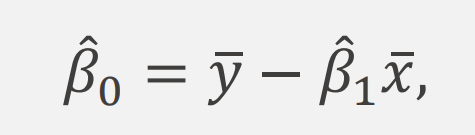 β̂₀ = ȳ − β̂₁x̄,